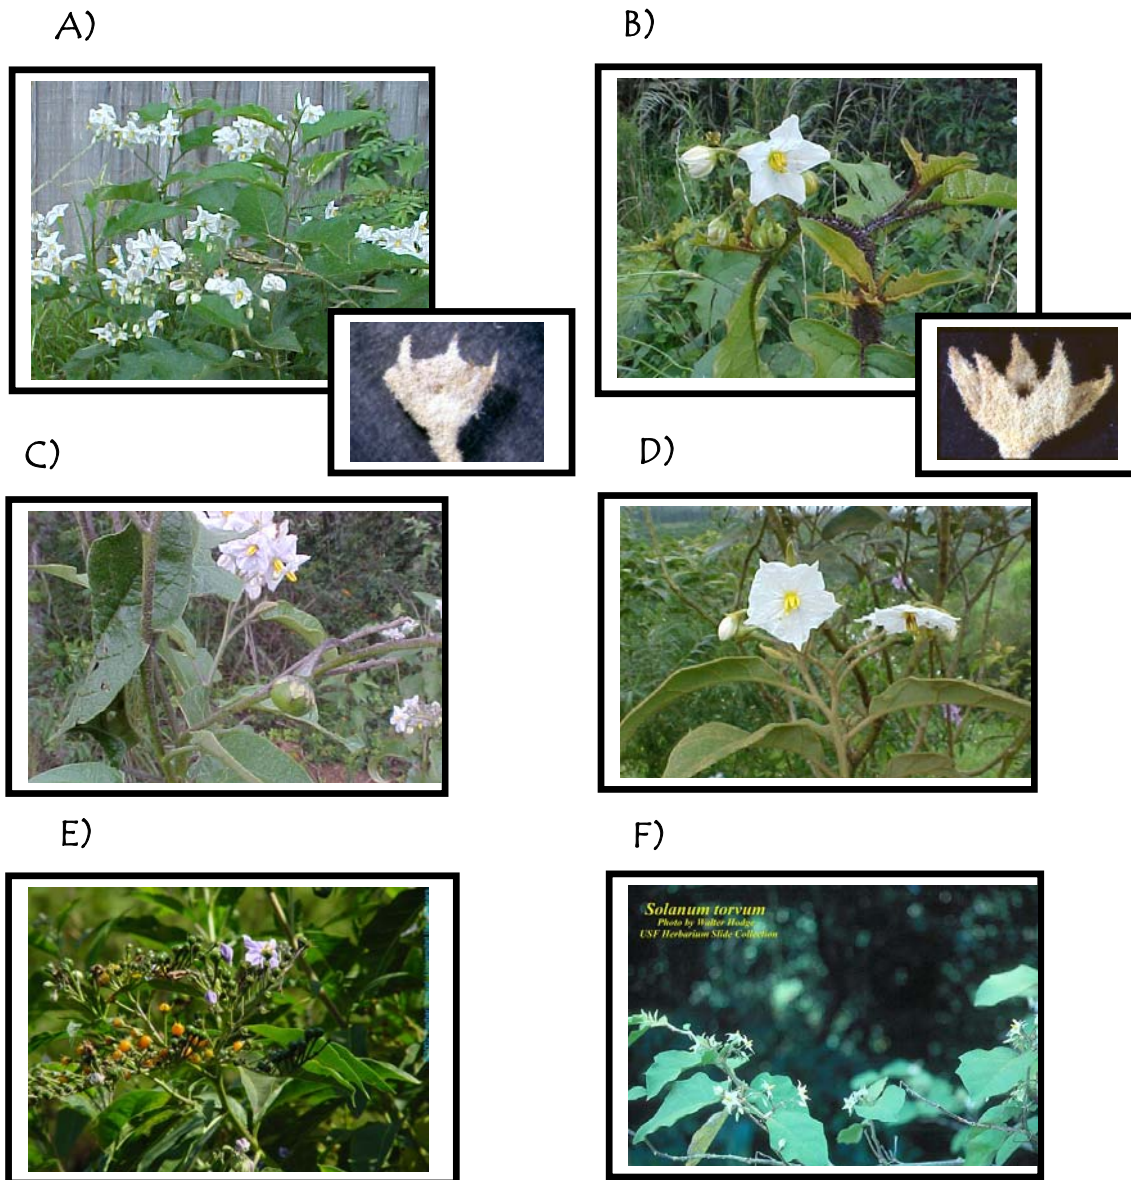 A)
B)
C)
D)
E)
F)
Solanum torvum
Photo by Walter Hodge
USF Herbarium Slide Collection